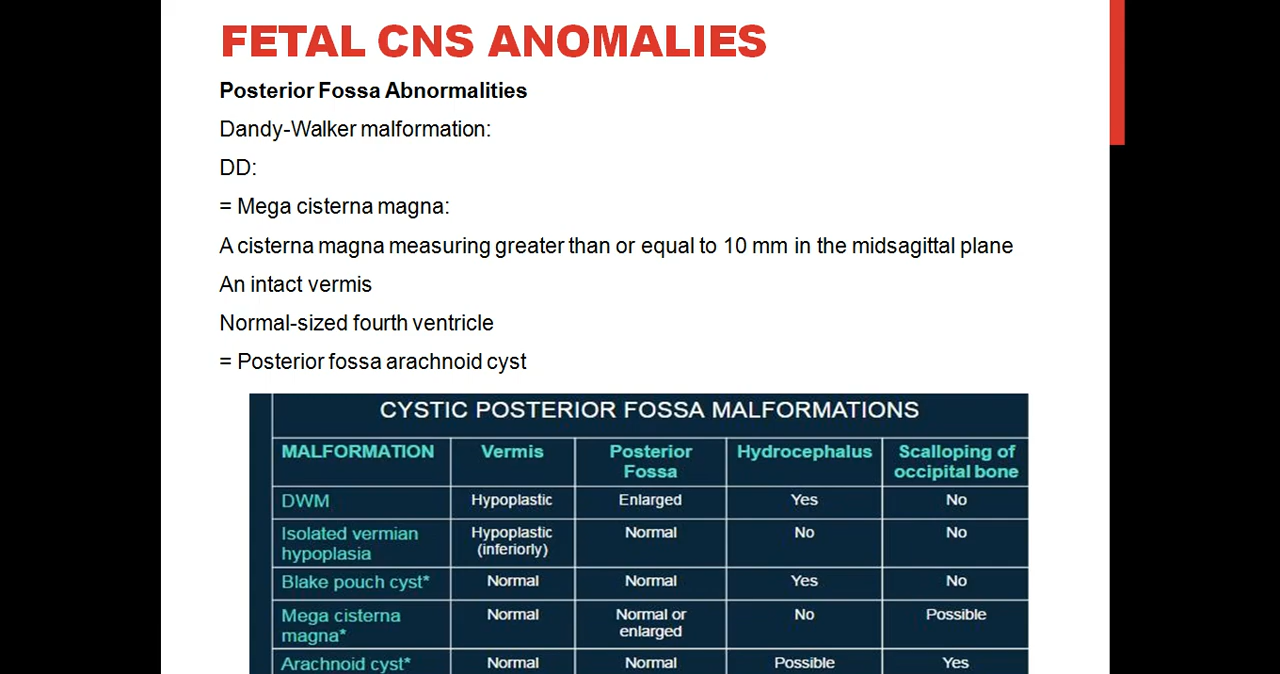 FETAL CNS ANOMALIES
Posterior Fossa Abnormalities
Dandy-Walker malformation:
DD:
= Mega cisterna magna:
A cisterna magna measuring greater than or equal to 10 mm in the midsagittal plane
An intact vermis
Normal-sized fourth ventricle
= Posterior fossa arachnoid cyst
CYSTIC POSTERIOR FOSSA MALFORMATIONS
MALFORMATION Vermis Posterior Fossa Hydrocephalus Scalloping of occipital bone
DWM Hypoplastic Enlarged Yes No
Isolated vermian hypoplasia Hypoplastic (inferiorly) Normal No No
Blake pouch cyst* Normal Normal Yes No
Mega cisterna magna* Normal Normal or enlarged No Possible
Arachnoid cyst* Normal Normal Possible Yes